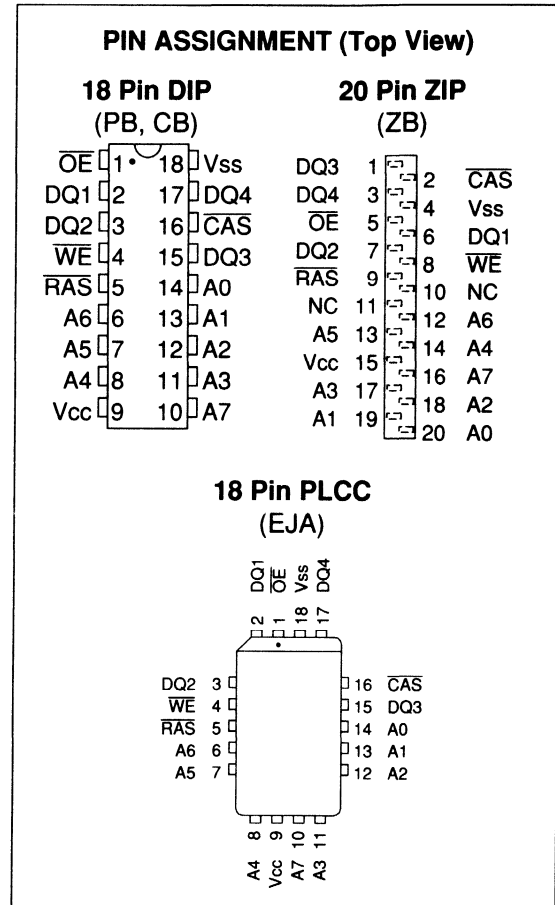 PIN ASSIGNMENT (Top View)
18 Pin DIP
(PB, CB)
OE 1 18 Vss
DQ1 2 17 DQ4
DQ2 3 16 CAS
WE 4 15 DQ3
RAS 5 14 A0
A6 6 13 A1
A5 7 12 A2
A4 8 11 A3
Vcc 9 10 A7
20 Pin ZIP
(ZB)
DQ3 1
2 CAS
DQ4 3
4 Vss
OE 5
6 DQ1
DQ2 7
8 WE
RAS 9
10 NC
NC 11
12 A6
A5 13
14 A4
Vcc 15
16 A7
A3 17
18 A2
A1 19
20 A0
18 Pin PLCC
(EJA)
DQ1 OE Vss DQ4
2 1 18 17
DQ2 3 16 CAS
WE 4 15 DQ3
RAS 5 14 A0
A6 6 13 A1
A5 7 12 A2
8 9 10 11
A4 Vcc A7 A3